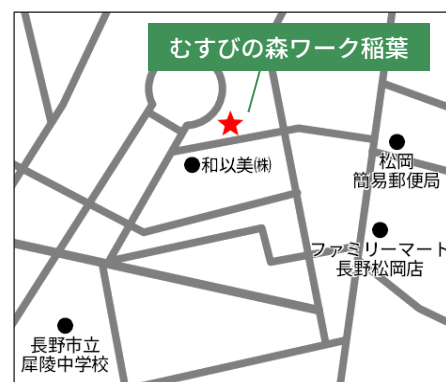 むすびの森ワーク稲葉
和以美㈱
松岡
簡易郵便局
ファミリーマート
長野松岡店
長野市立
犀陵中学校